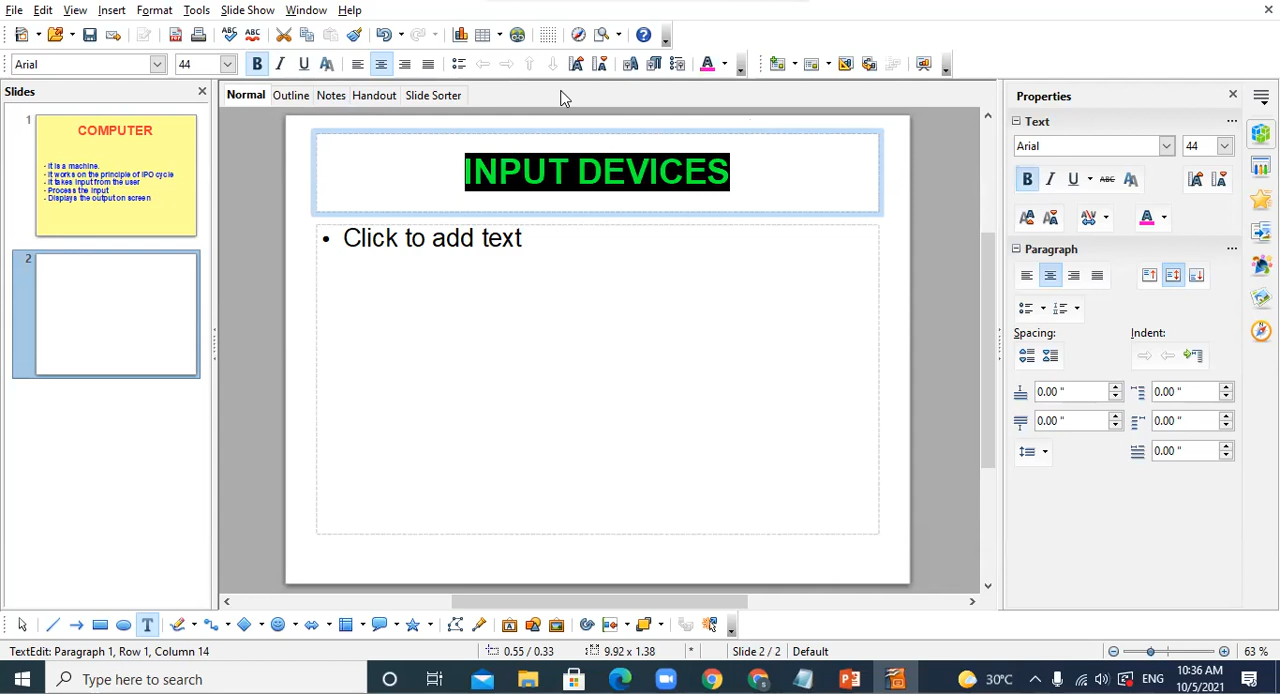 File Edit View Insert Format Tools Slide Show Window Help
Arial 44
Slides
Normal Outline Notes Handout Slide Sorter
1
COMPUTER
• It is a machine.
• It works on the principle of IPO cycle
• It takes input from the user
• Process the Input
• Displays the output on screen
2
INPUT DEVICES
• Click to add text
Properties
Text
Arial 44
Paragraph
Spacing: Indent:
0.00 " 0.00 "
0.00 " 0.00 "
0.00 "
TextEdit: Paragraph 1, Row 1, Column 14 0.55 / 0.33 9.92 x 1.38 * Slide 2 / 2 Default 63 %
Type here to search 30°C ENG 10:36 AM
10/5/2021